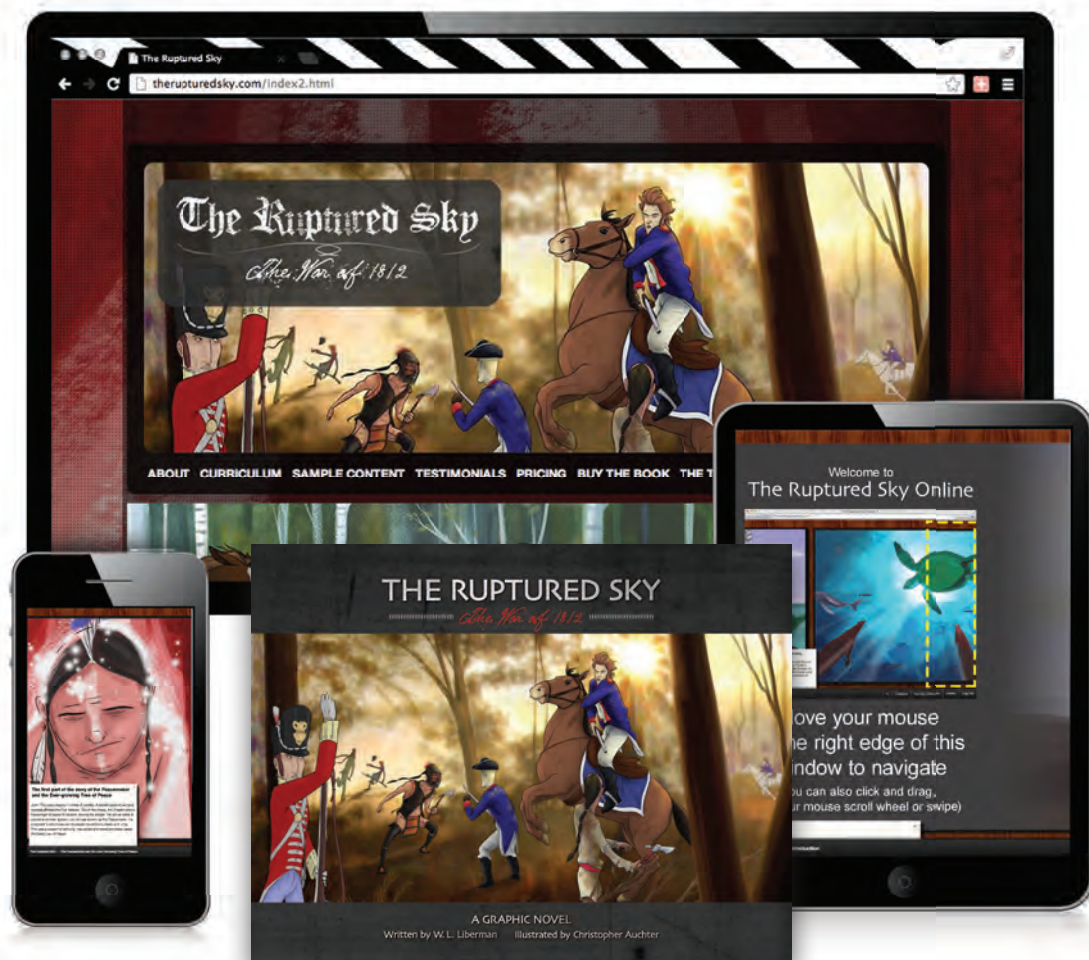 The Ruptured Sky
therupturedsky.com/index2.html
The Ruptured Sky
The War of 1812
ABOUT CURRICULUM SAMPLE CONTENT TESTIMONIALS PRICING BUY THE BOOK THE T
Welcome to
The Ruptured Sky Online
ove your mouse
he right edge of this
indow to navigate
ou can also click and drag,
ur mouse scroll wheel or swipe)
The first part of the story of the Peacemaker
and the Ever-growing Tree of Peace
THE RUPTURED SKY
The War of 1812
A GRAPHIC NOVEL
Written by W. L. Liberman Illustrated by Christopher Auchter